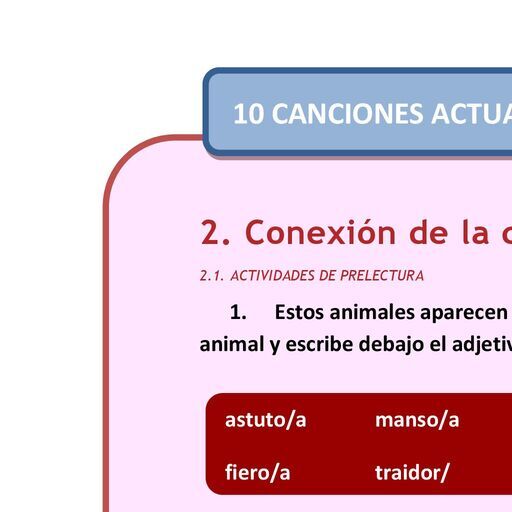 10 CANCIONES ACTUA
2. Conexión de la
2.1. ACTIVIDADES DE PRELECTURA
1. Estos animales aparecen
animal y escribe debajo el adjetiv
astuto/a manso/a
fiero/a traidor/